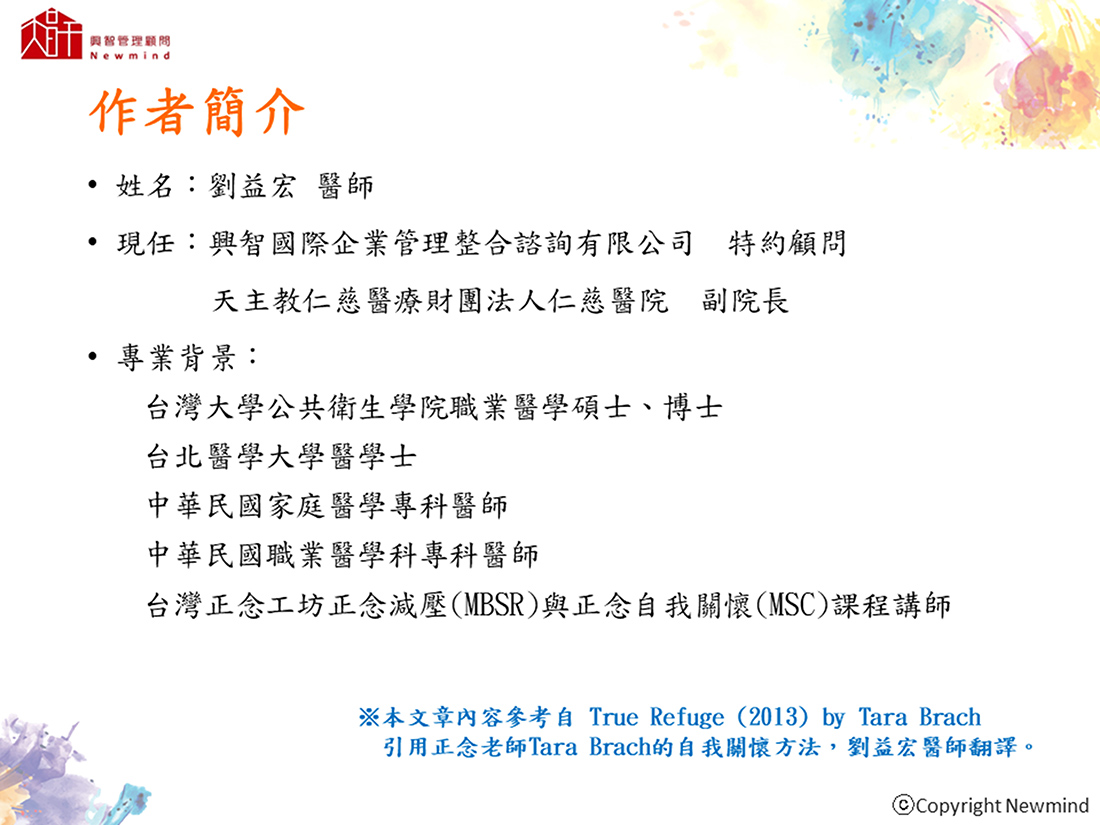 興智管理顧問
Newmind
作者簡介
• 姓名：劉益宏 醫師
• 現任：興智國際企業管理整合諮詢有限公司 特約顧問
天主教仁慈醫療財團法人仁慈醫院 副院長
• 專業背景：
台灣大學公共衛生學院職業醫學碩士、博士
台北醫學大學醫學士
中華民國家庭醫學專科醫師
中華民國職業醫學科專科醫師
台灣正念工坊正念減壓(MBSR)與正念自我關懷(MSC)課程講師
※本文章內容參考自 True Refuge (2013) by Tara Brach
引用正念老師Tara Brach的自我關懷方法，劉益宏醫師翻譯。
ⓒCopyright Newmind